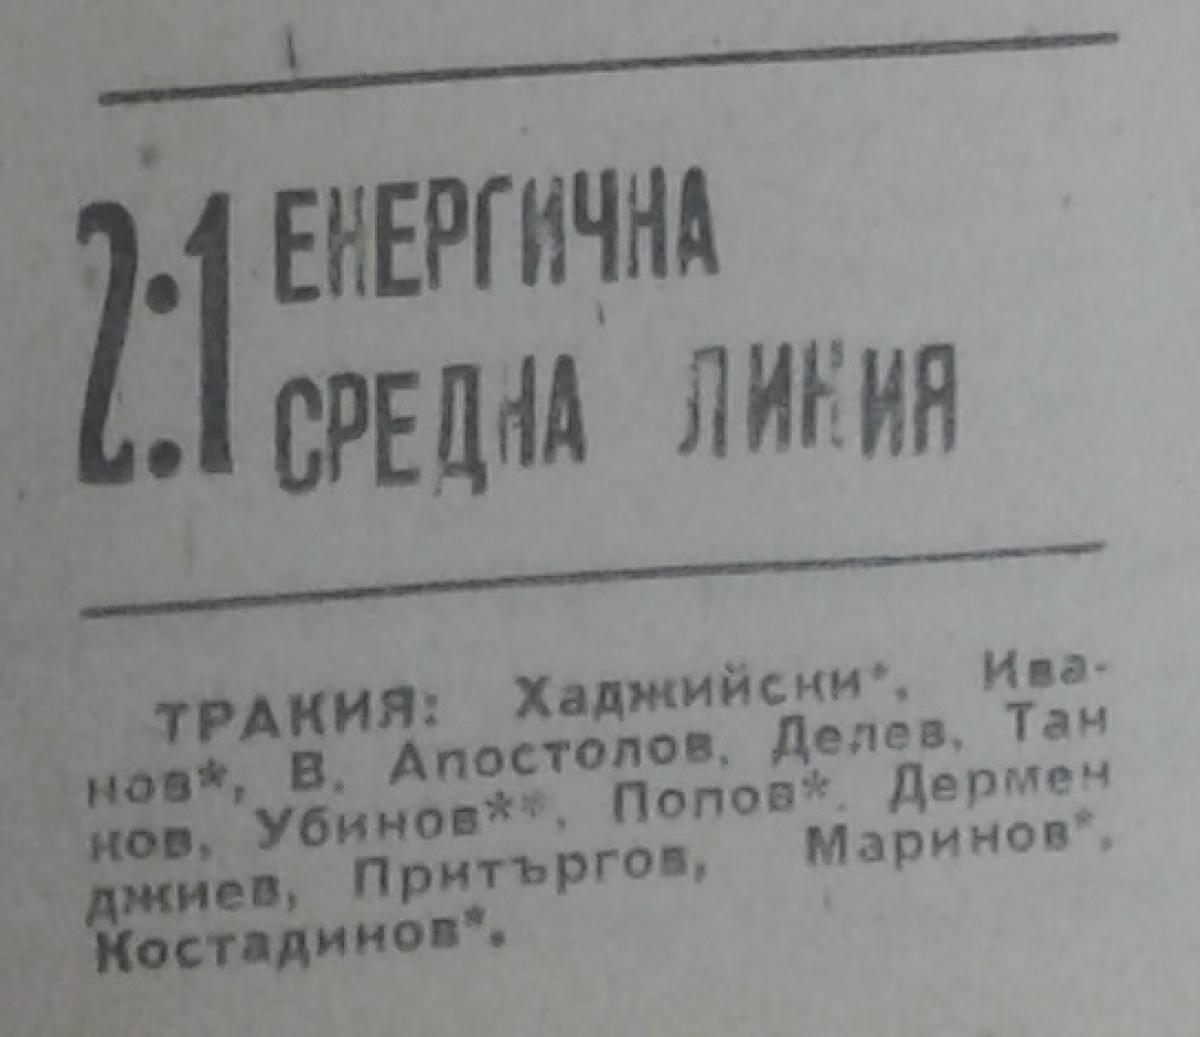 2:1 ЕНЕРГИЧНА
СРЕДНА ЛИНИЯ
ТРАКИЯ: Хаджийски*, Ива-
нов*, В. Апостолов, Делев, Тан
нов, Убинов**, Попов*. Дермен
джиев, Притъргов, Маринов*,
Костадинов*.